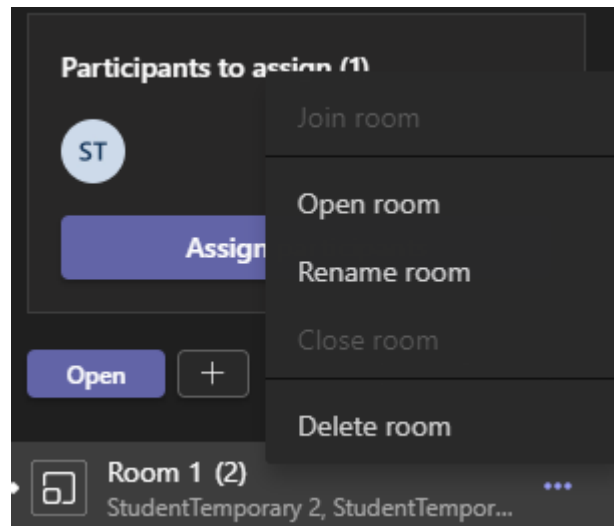 Participants to assign (1)
ST
Join room
Open room
Assign
Rename room
Close room
Open
Delete room
Room 1 (2)
StudentTemporary 2, StudentTempor...